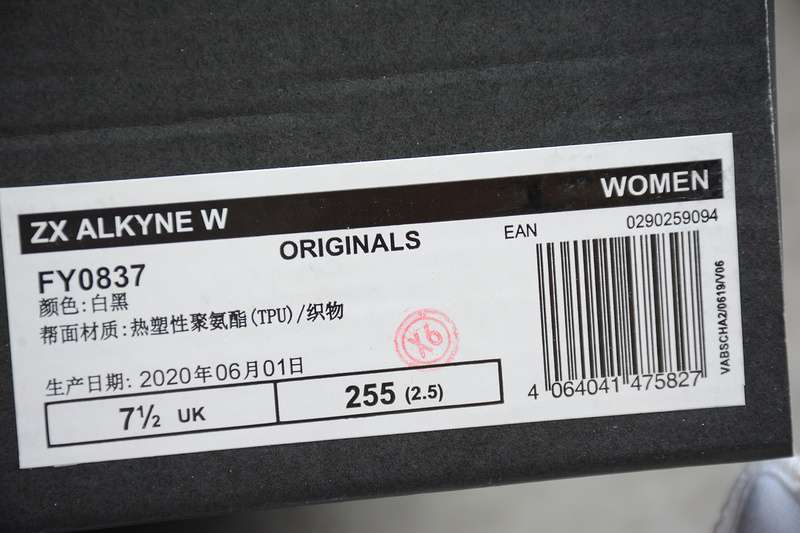 ZX ALKYNE W
WOMEN
ORIGINALS
EAN
0290259094
FY0837
颜色:白黑
帮面材质:热塑性聚氨酯(TPU)/织物
生产日期: 2020年06月01日
7½ UK
255 (2.5)
4 064041 475827
VABSCHA2/0619/V06
X6